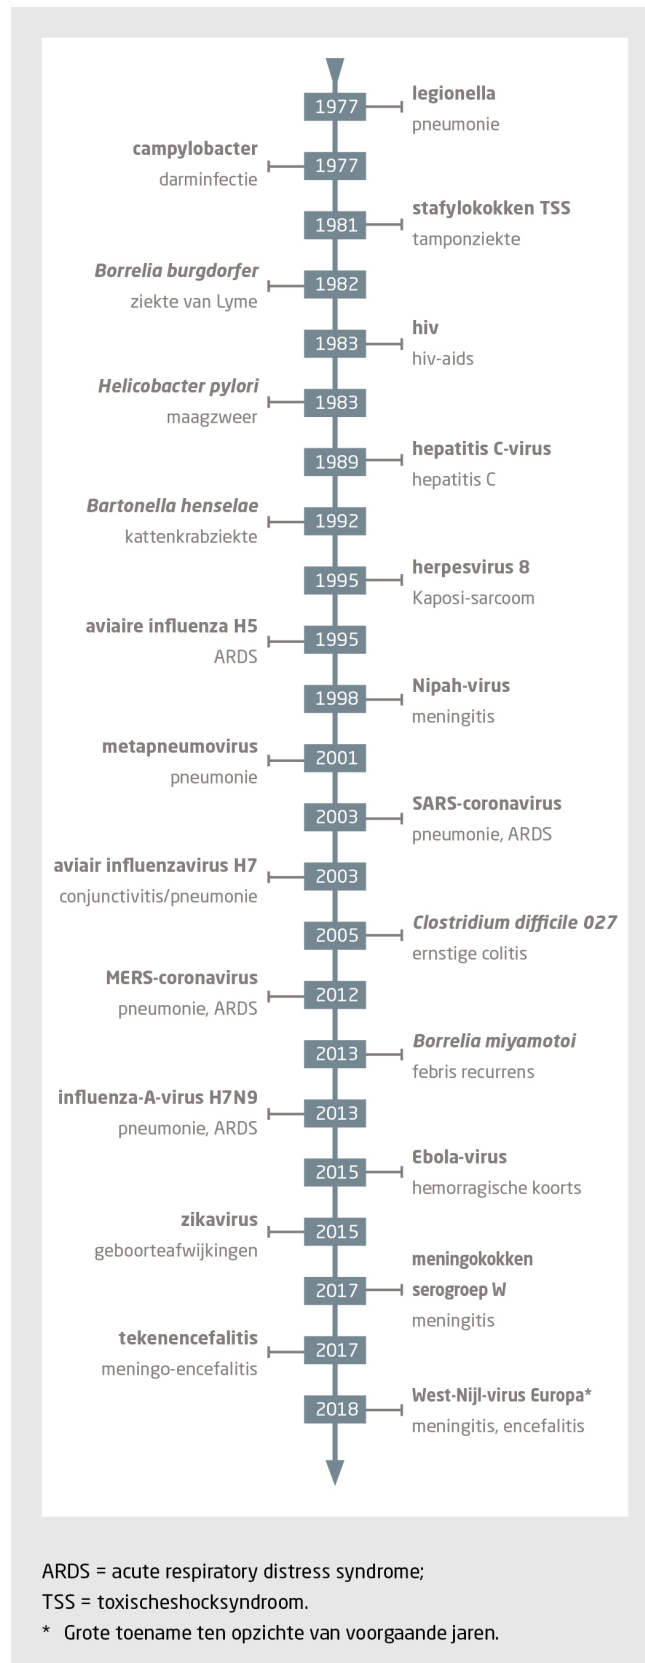 1977
legionella
pneumonie
campylobacter
darminfectie
1977
stafylokokken TSS
tamponziekte
1981
Borrelia burgdorfer
ziekte van Lyme
1982
hiv
hiv-aids
1983
Helicobacter pylori
maagzweer
1983
hepatitis C-virus
hepatitis C
1989
Bartonella henselae
kattenkrabziekte
1992
herpesvirus 8
Kaposi-sarcoom
1995
aviaire influenza H5
ARDS
1995
Nipah-virus
meningitis
1998
metapneumovirus
pneumonie
2001
SARS-coronavirus
pneumonie, ARDS
2003
aviair influenzavirus H7
conjunctivitis/pneumonie
2003
Clostridium difficile 027
ernstige colitis
2005
MERS-coronavirus
pneumonie, ARDS
2012
Borrelia miyamotoi
febris recurrens
2013
influenza-A-virus H7N9
pneumonie, ARDS
2013
Ebola-virus
hemorragische koorts
2015
zikavirus
geboorteafwijkingen
2015
meningokokken
serogroep W
meningitis
2017
tekenencefalitis
meningo-encefalitis
2017
West-Nijl-virus Europa*
meningitis, encefalitis
2018
ARDS = acute respiratory distress syndrome;
TSS = toxischeshocksyndroom.
* Grote toename ten opzichte van voorgaande jaren.